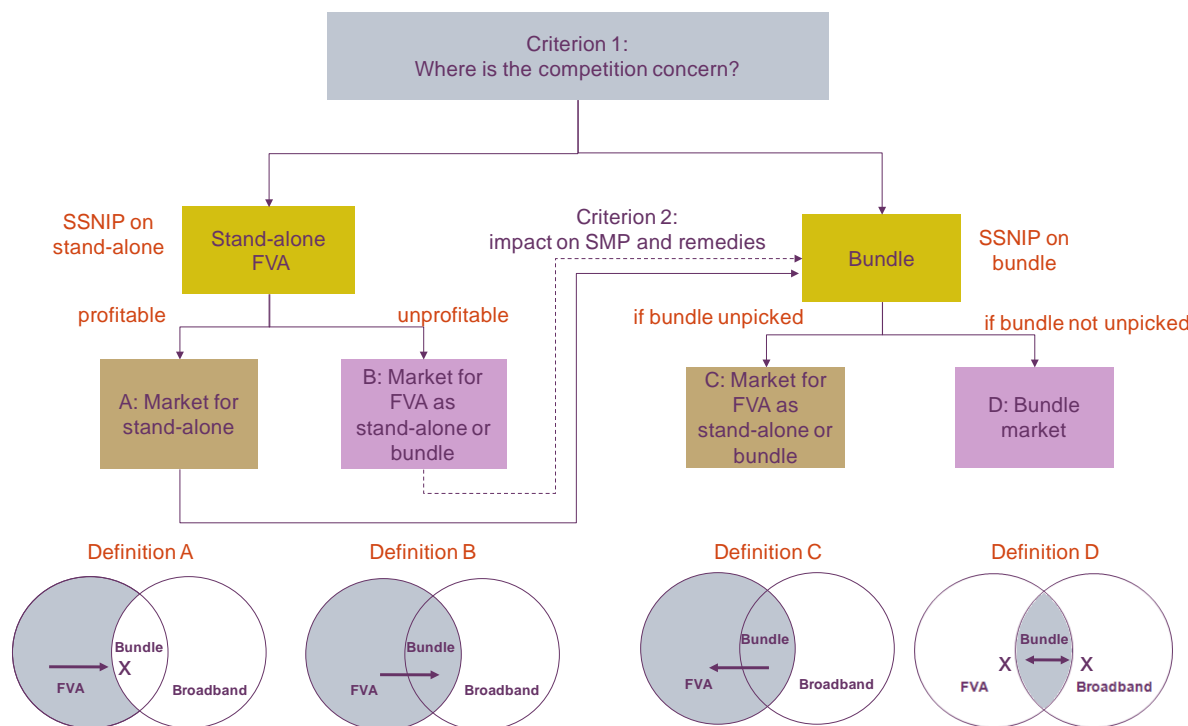 Criterion 1:
Where is the competition concern?
SSNIP on
stand-alone
Stand-alone
FVA
Criterion 2:
impact on SMP and remedies
Bundle
SSNIP on
bundle
profitable
unprofitable
if bundle unpicked
if bundle not unpicked
A: Market for
stand-alone
B: Market for
FVA as
stand-alone or
bundle
C: Market for
FVA as
stand-alone or
bundle
D: Bundle
market
Definition A
Definition B
Definition C
Definition D
Bundle
X
FVA
Broadband
Bundle
FVA
Broadband
Bundle
FVA
Broadband
Bundle
X
X
FVA
Broadband